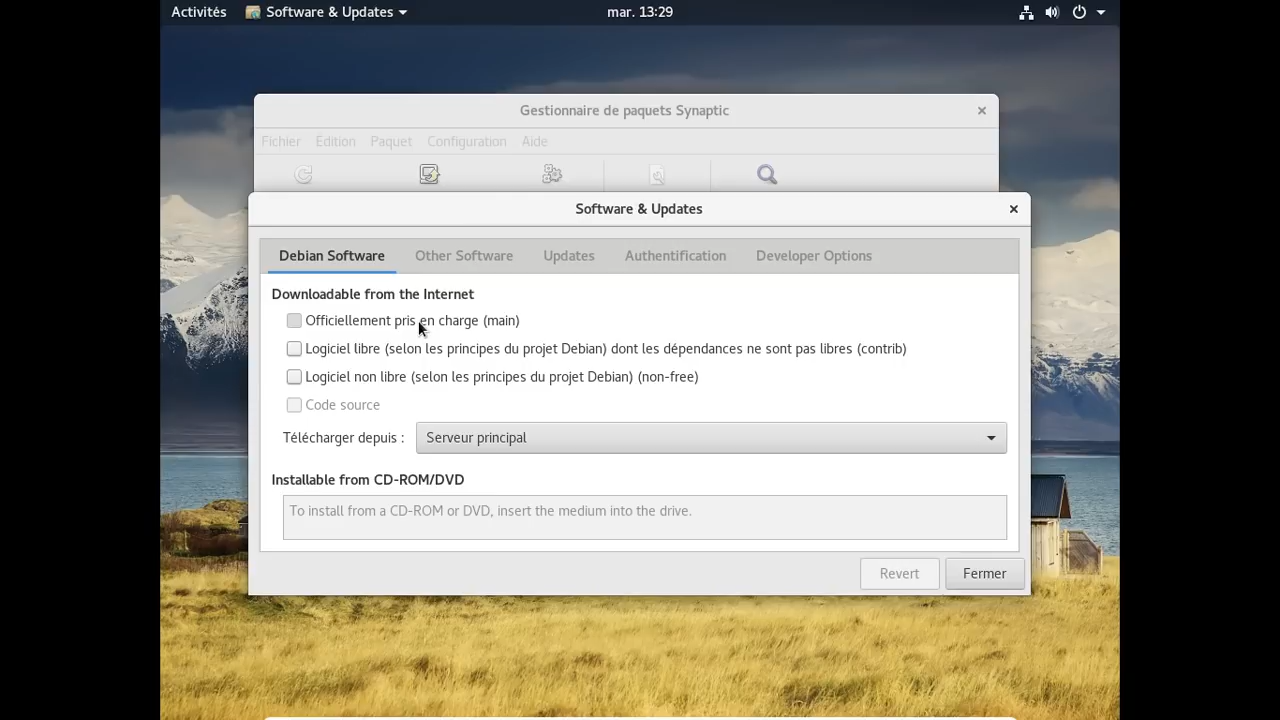 Activités Software & Updates mar. 13:29
Gestionnaire de paquets Synaptic
Fichier Edition Paquet Configuration Aide
Software & Updates
Debian Software Other Software Updates Authentification Developer Options
Downloadable from the Internet
Officiellement pris en charge (main)
Logiciel libre (selon les principes du projet Debian) dont les dépendances ne sont pas libres (contrib)
Logiciel non libre (selon les principes du projet Debian) (non-free)
Code source
Télécharger depuis : Serveur principal
Installable from CD-ROM/DVD
To install from a CD-ROM or DVD, insert the medium into the drive.
Revert Fermer